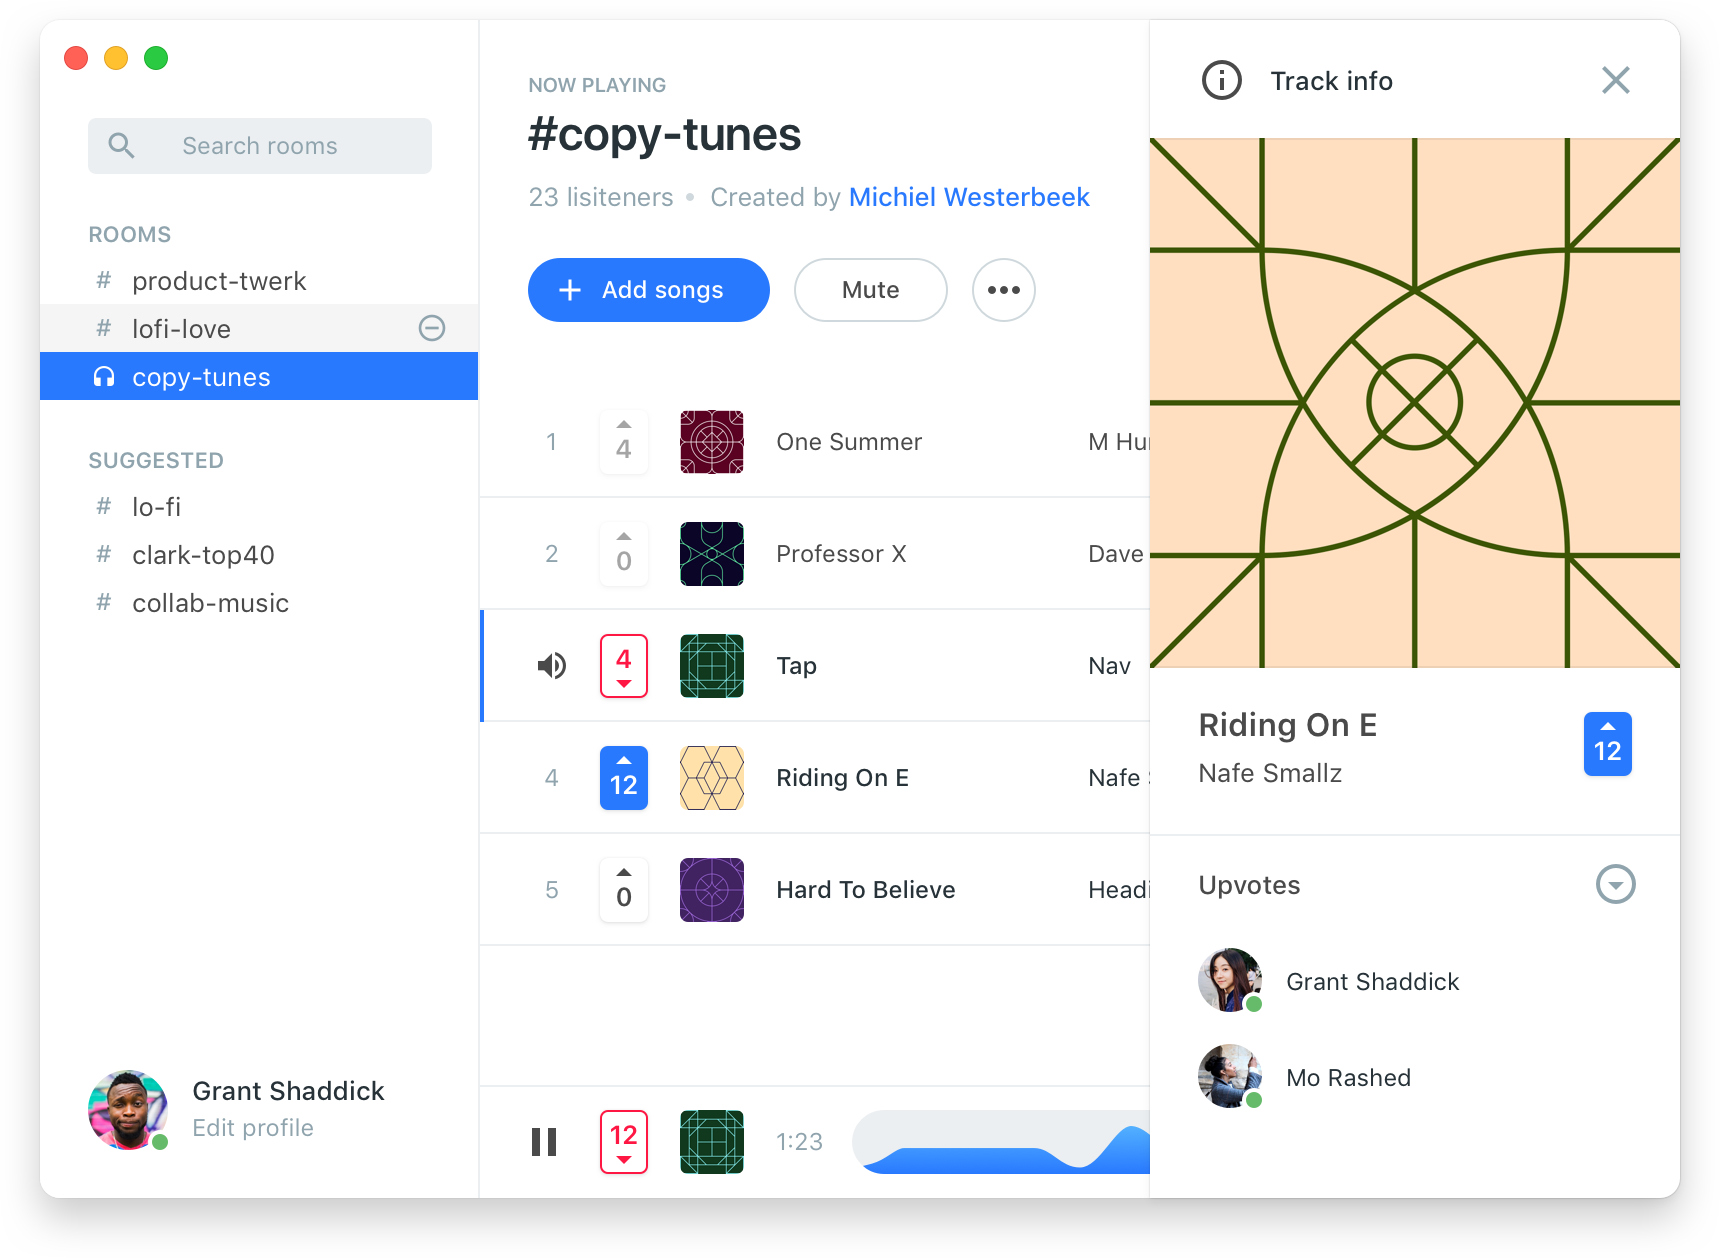 Search rooms
ROOMS
# product-twerk
# lofi-love
copy-tunes
SUGGESTED
# lo-fi
# clark-top40
# collab-music
Grant Shaddick
Edit profile
NOW PLAYING
#copy-tunes
23 lisiteners • Created by Michiel Westerbeek
+ Add songs
Mute
1 4 One Summer M Hu
2 0 Professor X Dave
4 Tap Nav
4 12 Riding On E Nafe
5 0 Hard To Believe Headi
12 1:23
Track info
Riding On E
12
Nafe Smallz
Upvotes
Grant Shaddick
Mo Rashed